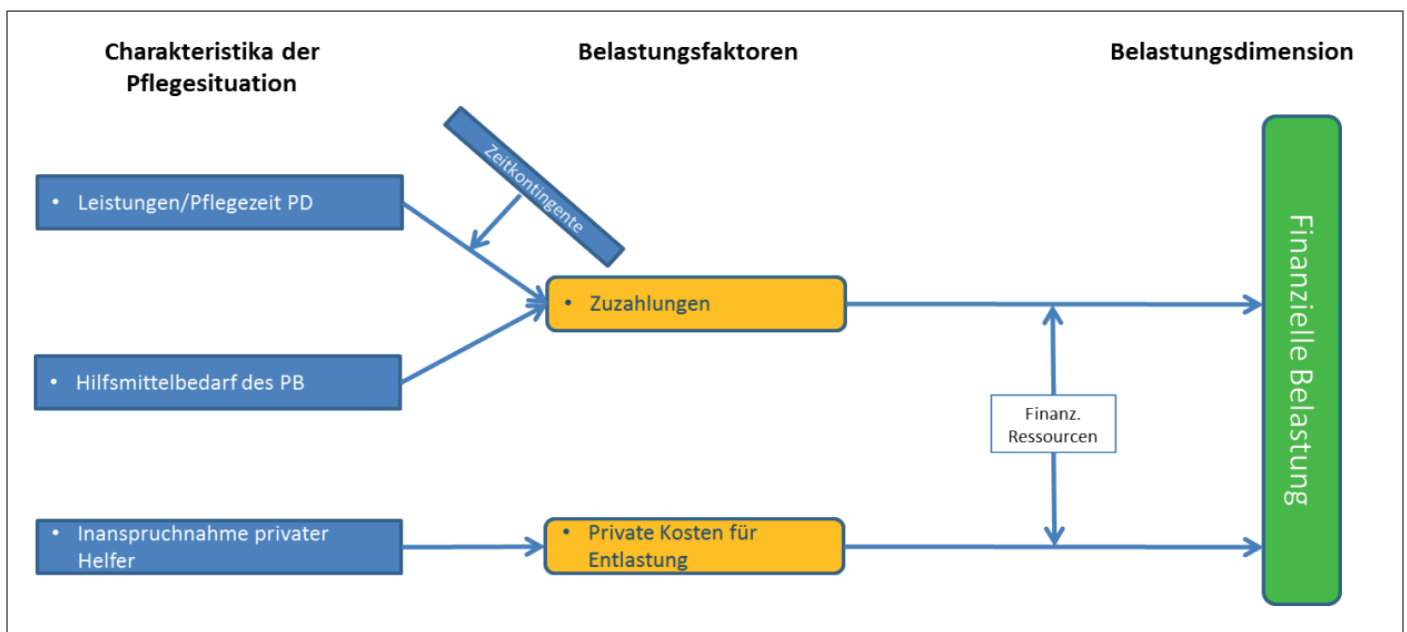 Charakteristika der
Pflegesituation
Belastungsfaktoren
Belastungsdimension
Zeitkontingente
• Leistungen/Pflegezeit PD
• Zuzahlungen
• Hilfsmittelbedarf des PB
Finanz.
Ressourcen
• Inanspruchnahme privater
Helfer
• Private Kosten für
Entlastung
Finanzielle Belastung